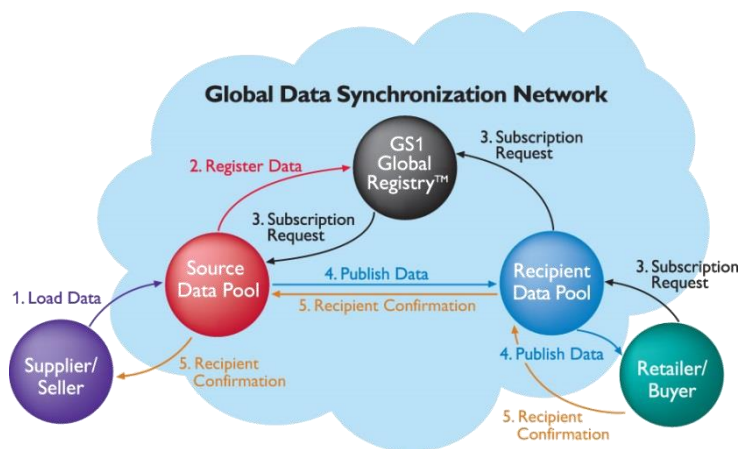 Global Data Synchronization Network
GS1
Global
Registry™
3. Subscription
Request
2. Register Data
3. Subscription
Request
Source
Data Pool
4. Publish Data
5. Recipient Confirmation
Recipient
Data Pool
3. Subscription
Request
1. Load Data
Supplier/
Seller
5. Recipient
Confirmation
4. Publish Data
Retailer/
Buyer
5. Recipient
Confirmation